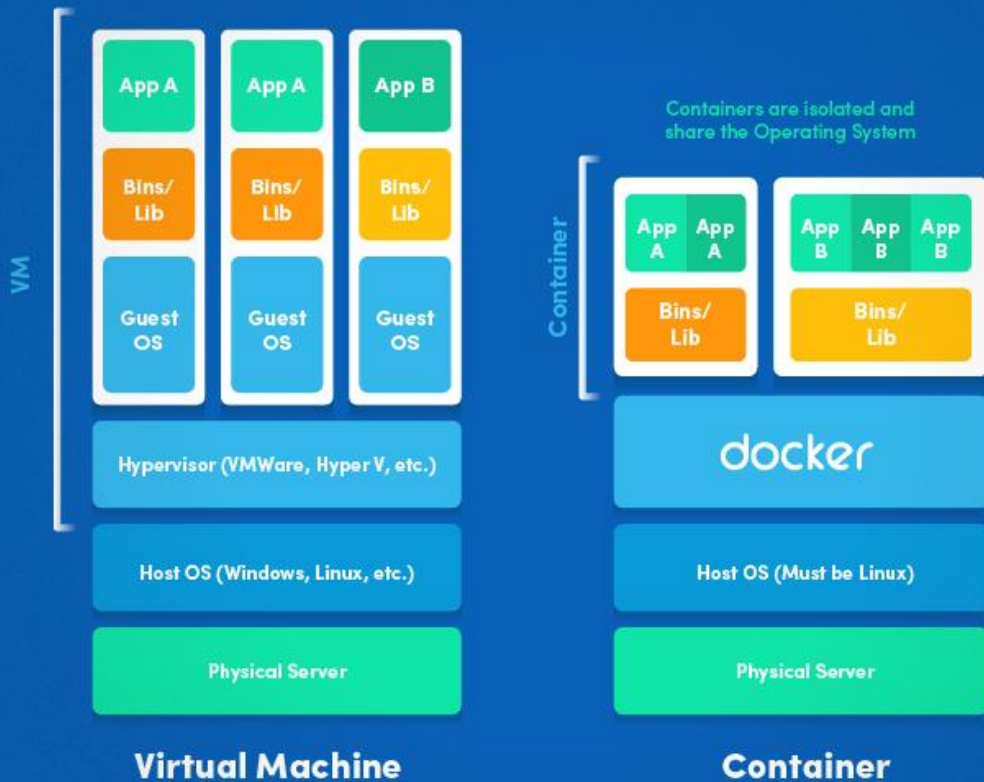 VM
App A
App A
App B
Bins/
Lib
Bins/
Lib
Bins/
Lib
Guest
OS
Guest
OS
Guest
OS
Hypervisor (VMWare, Hyper V, etc.)
Host OS (Windows, Linux, etc.)
Physical Server
Virtual Machine
Containers are isolated and
share the Operating System
Container
App
A
App
A
App
B
App
B
App
B
Bins/
Lib
Bins/
Lib
docker
Host OS (Must be Linux)
Physical Server
Container